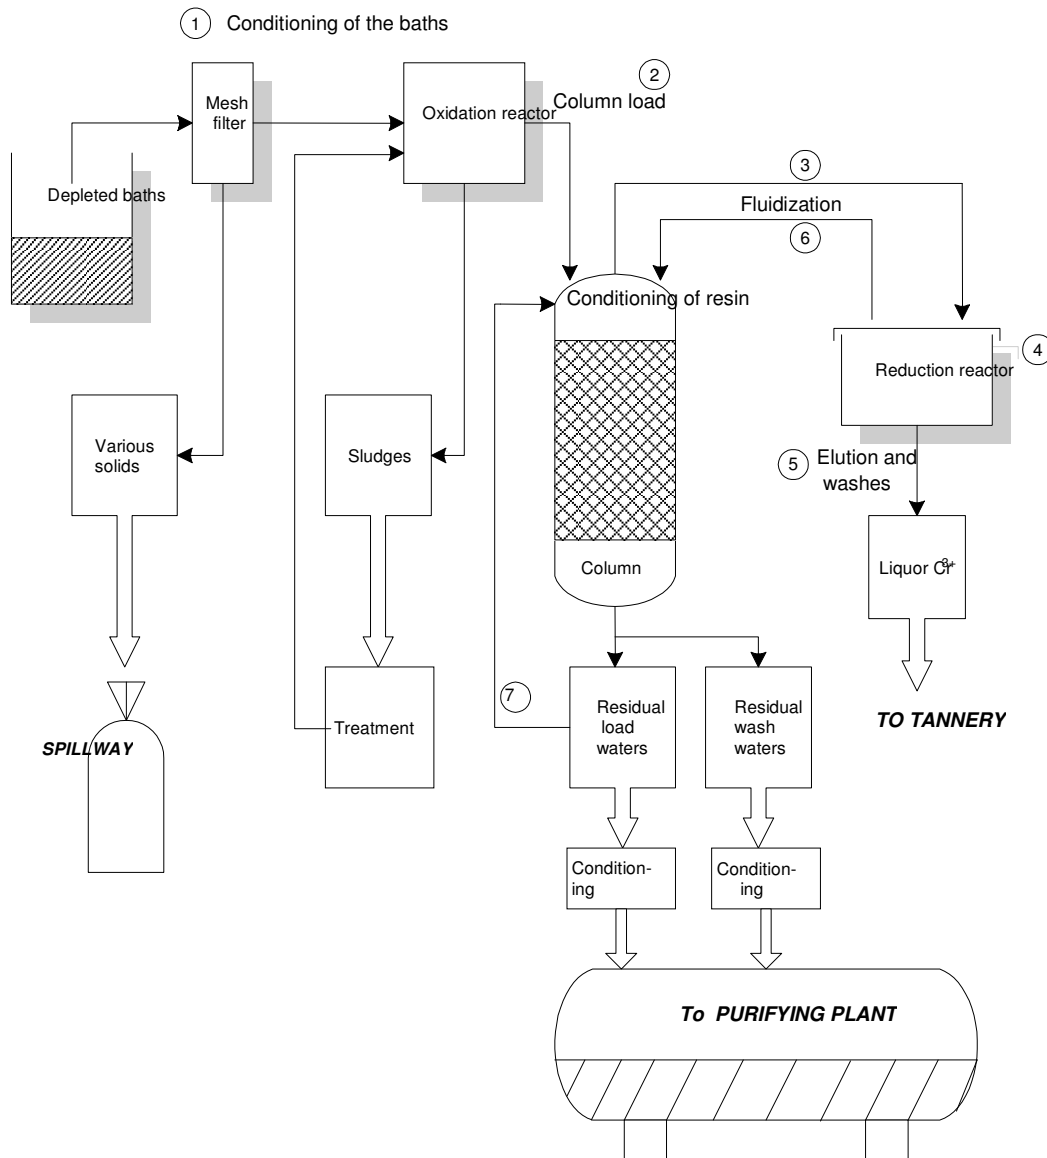 1 Conditioning of the baths
Mesh
filter
Oxidation reactor
2
Column load
Depleted baths
3
Fluidization
6
Conditioning of resin
4
Reduction reactor
Various
solids
Sludges
5 Elution and
washes
Column
Liquor Cr3+
7
Treatment
Residual
load
waters
Residual
wash
waters
TO TANNERY
SPILLWAY
Condition-
ing
Condition-
ing
To PURIFYING PLANT